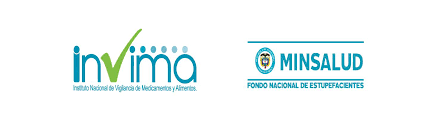 invima
Instituto Nacional de Vigilancia de Medicamentos y Alimentos.
MINSALUD
FONDO NACIONAL DE ESTUPEFACIENTES